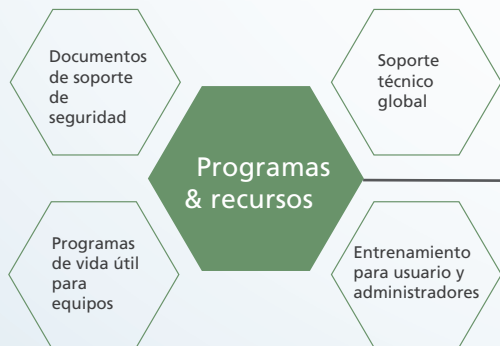 Documentos
de soporte
de
seguridad
Soporte
técnico
global
Programas
& recursos
Programas
de vida útil
para
equipos
Entrenamiento
para usuario y
administradores